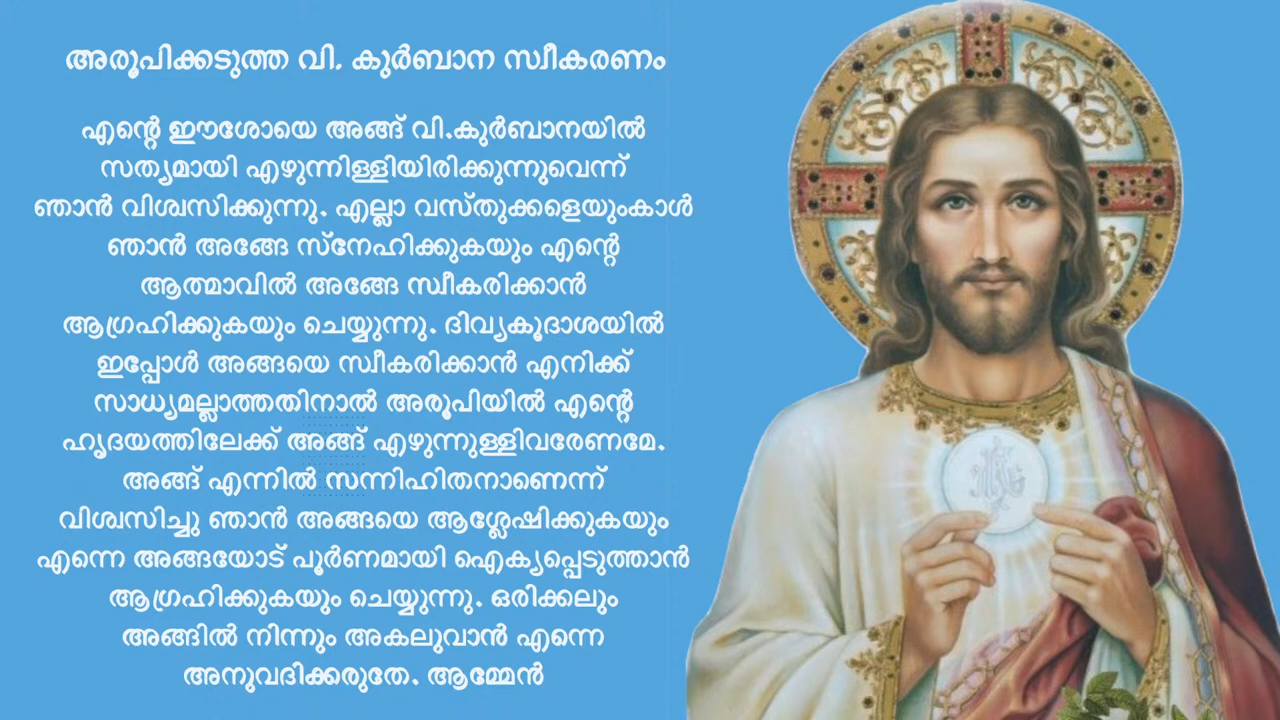 അരൂപിക്കടുത്ത വി. കുർബാന സ്വീകരണം
എന്റെ ഈശോയെ അങ്ങ് വി.കുർബാനയിൽ
സത്യമായി എഴുന്നിള്ളിയിരിക്കുന്നുവെന്ന്
ഞാൻ വിശ്വസിക്കുന്നു. എല്ലാ വസ്തുക്കളെയുംകാൾ
ഞാൻ അങ്ങേ സ്നേഹിക്കുകയും എന്റെ
ആത്മാവിൽ അങ്ങേ സ്വീകരിക്കാൻ
ആഗ്രഹിക്കുകയും ചെയ്യുന്നു. ദിവ്യകൂദാശയിൽ
ഇപ്പോൾ അങ്ങയെ സ്വീകരിക്കാൻ എനിക്ക്
സാധ്യമല്ലാത്തതിനാൽ അരൂപിയിൽ എന്റെ
ഹൃദയത്തിലേക്ക് അങ്ങ് എഴുന്നുള്ളിവരേണമേ.
അങ്ങ് എന്നിൽ സന്നിഹിതനാണെന്ന്
വിശ്വസിച്ചു ഞാൻ അങ്ങയെ ആശ്ലേഷിക്കുകയും
എന്നെ അങ്ങയോട് പൂർണമായി ഐക്യപ്പെടുത്താൻ
ആഗ്രഹിക്കുകയും ചെയ്യുന്നു. ഒരിക്കലും
അങ്ങിൽ നിന്നും അകലുവാൻ എന്നെ
അനുവദിക്കരുതേ. ആമ്മേൻ
IHS